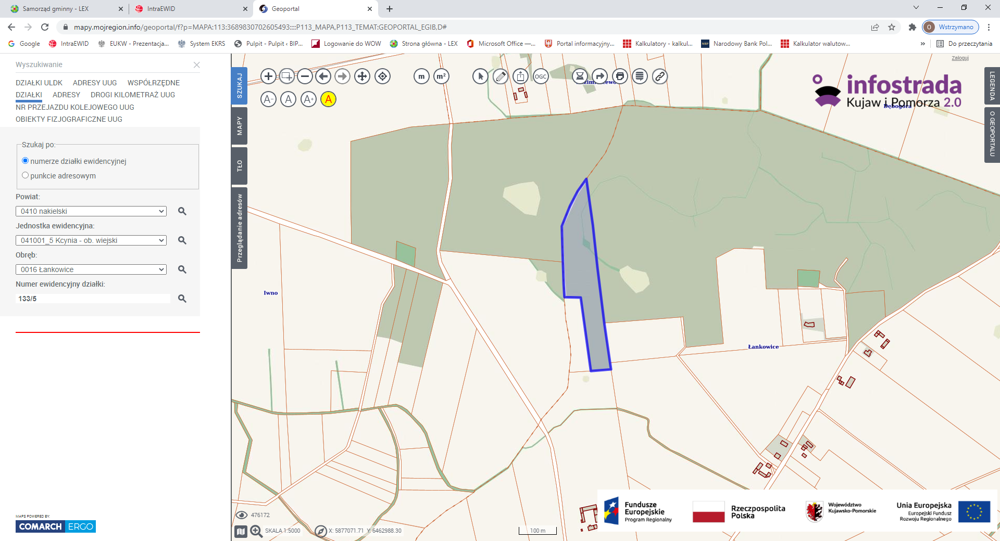 Samorząd gminny - LEX
IntraEWID
Geoportal
mapy.mojregion.info/geoportal/f?p=MAPA:113:3689830702605493::::P113_MAPA,P113_TEMAT:GEOPORTAL_EGIB,D#
O Wstrzymano
Google
IntraEWID
EUKW - Prezentacja...
System EKRS
Pulpit - Pulpit ‹ BIP...
Logowanie do WOW
Strona główna - LEX
Microsoft Office —...
Portal informacyjny...
Kalkulatory - kalkul...
NBP Narodowy Bank Pol...
Kalkulator walutow...
»
Do przeczytania
Wyszukiwanie
DZIAŁKI ULDK ADRESY UUG WSPÓŁRZĘDNE
DZIAŁKI ADRESY DROGI KILOMETRAŻ UUG
NR PRZEJAZDU KOLEJOWEGO UUG
OBIEKTY FIZJOGRAFICZNE UUG
Szukaj po:
numerze działki ewidencyjnej
punkcie adresowym
Powiat:
0410 nakielski
Jednostka ewidencyjna:
041001_5 Kcynia - ob. wiejski
Obręb:
0016 Łankowice
Numer ewidencyjny działki:
133/5
MAPS POWERED BY:
COMARCH ERGO
SZUKAJ
MAPY
TŁO
Przeglądanie adresów
m
m²
OGC
A-
A
A+
A
Zaloguj
infostrada
Kujaw i Pomorza 2.0
Dębogóra
LEGENDA
O GEOPORTALU
Iwno
Łankowice
476172
SKALA 1:5000
X: 5877071.71 Y: 6462988.30
100 m
Fundusze
Europejskie
Program Regionalny
Rzeczpospolita
Polska
Województwo
Kujawsko-Pomorskie
Unia Europejska
Europejski Fundusz
Rozwoju Regionalnego